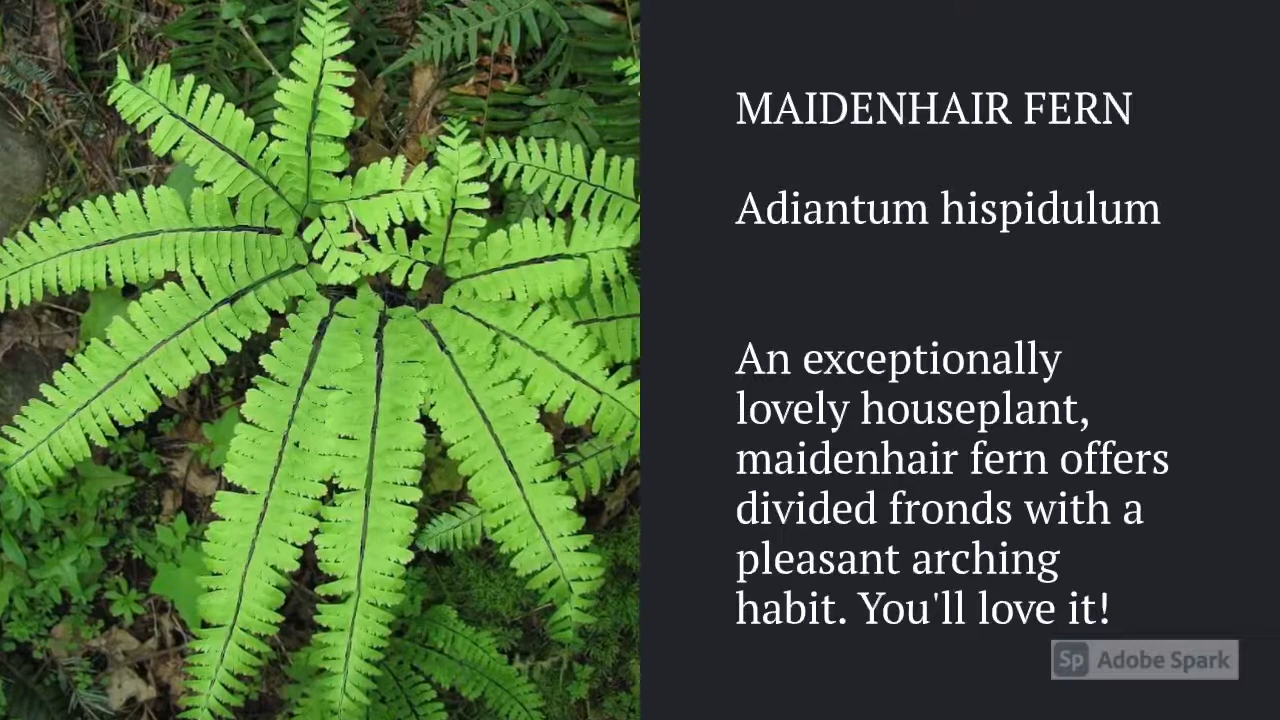 MAIDENHAIR FERN
Adiantum hispidulum
An exceptionally
lovely houseplant,
maidenhair fern offers
divided fronds with a
pleasant arching
habit. You'll love it!
Sp Adobe Spark